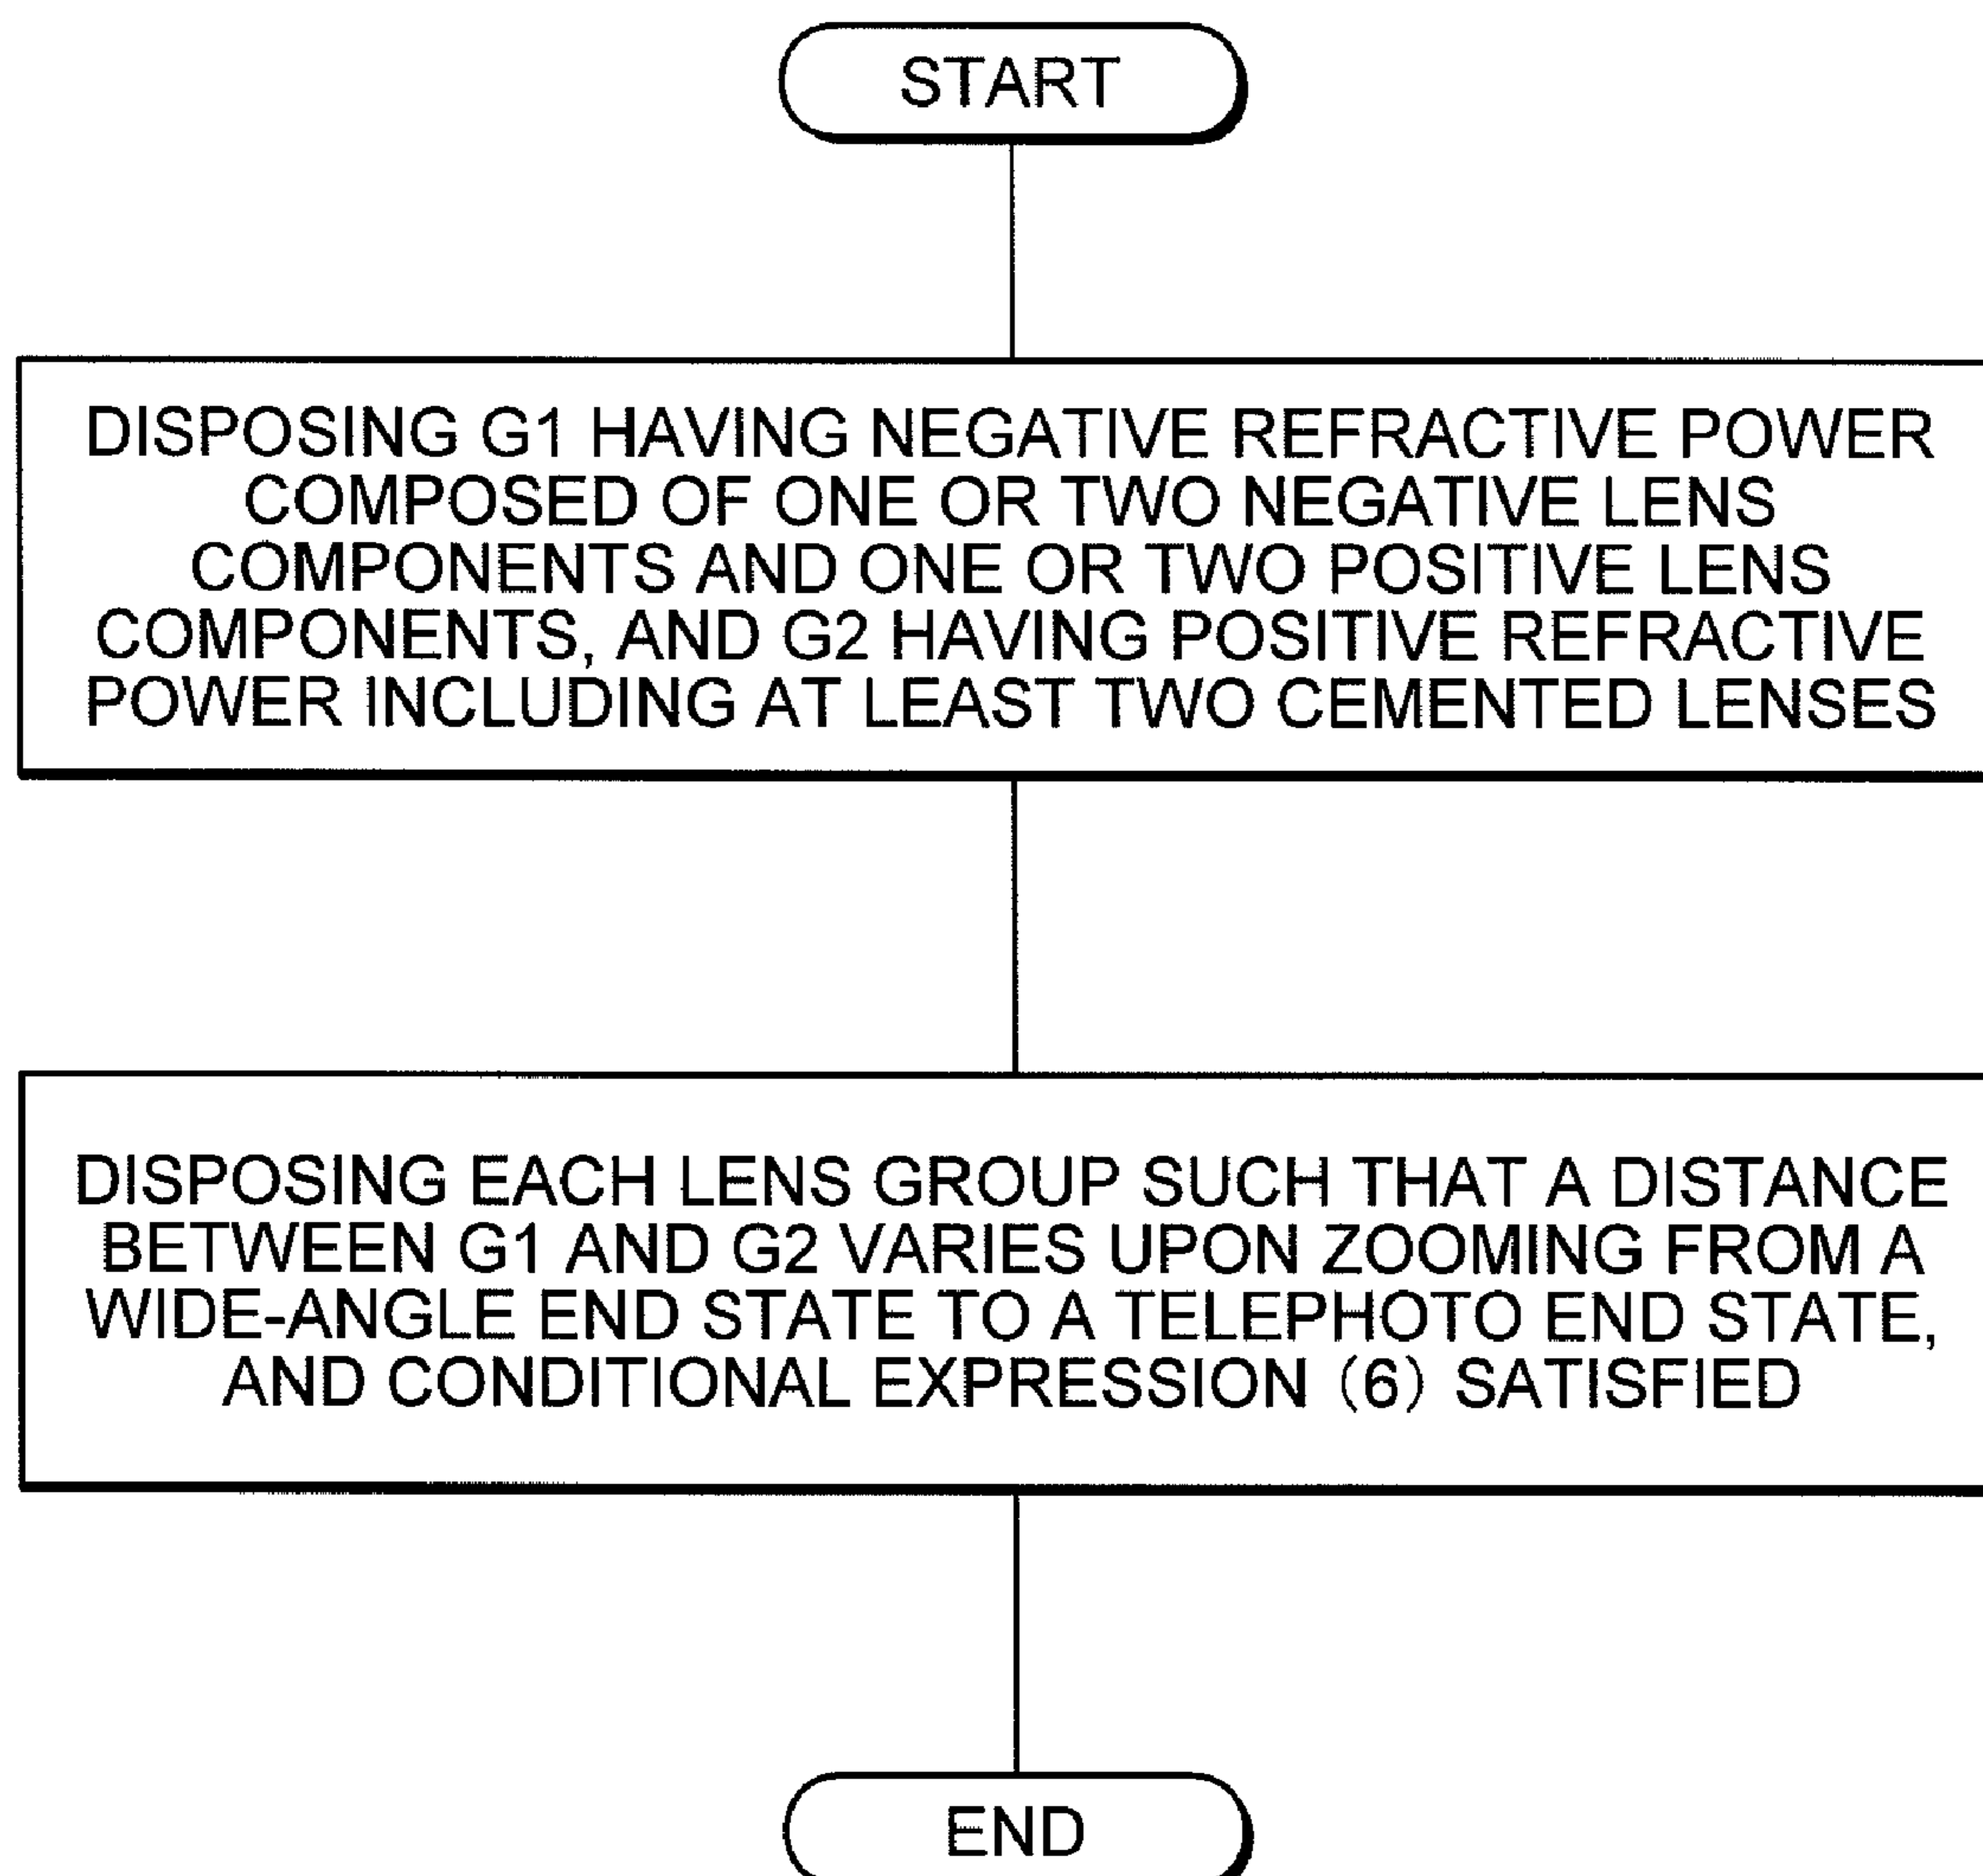 START
DISPOSING G1 HAVING NEGATIVE REFRACTIVE POWER
COMPOSED OF ONE OR TWO NEGATIVE LENS
COMPONENTS AND ONE OR TWO POSITIVE LENS
COMPONENTS, AND G2 HAVING POSITIVE REFRACTIVE
POWER INCLUDING AT LEAST TWO CEMENTED LENSES
DISPOSING EACH LENS GROUP SUCH THAT A DISTANCE
BETWEEN G1 AND G2 VARIES UPON ZOOMING FROM A
WIDE-ANGLE END STATE TO A TELEPHOTO END STATE,
AND CONDITIONAL EXPRESSION (6) SATISFIED
END